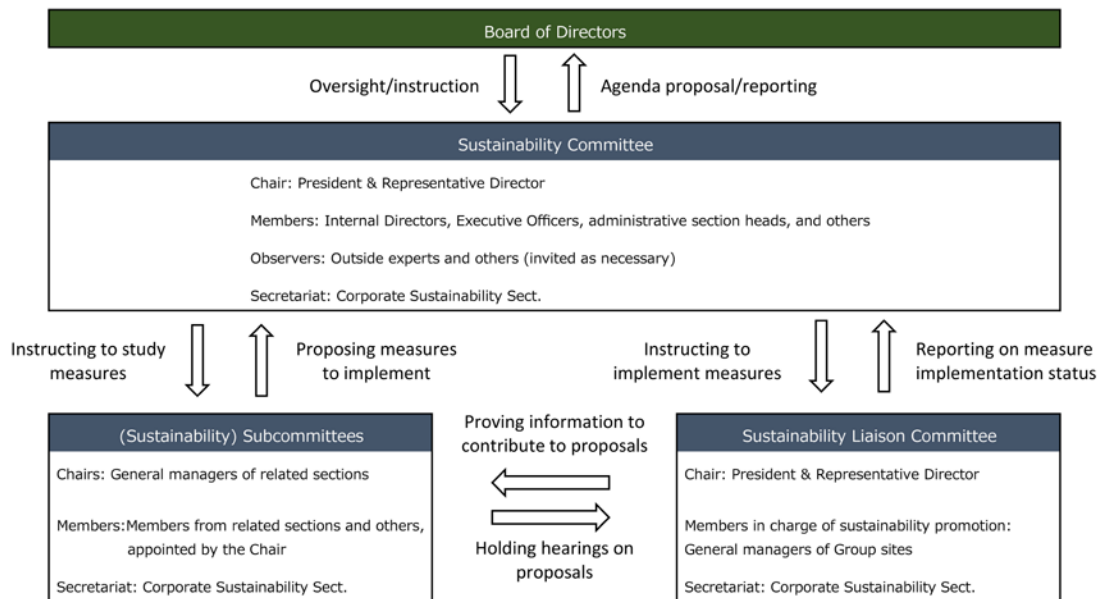 Board of Directors
Oversight/instruction
Agenda proposal/reporting
Sustainability Committee
Chair: President & Representative Director
Members: Internal Directors, Executive Officers, administrative section heads, and others
Observers: Outside experts and others (invited as necessary)
Secretariat: Corporate Sustainability Sect.
Instructing to study
measures
Proposing measures
to implement
Instructing to
implement measures
Reporting on measure
implementation status
(Sustainability) Subcommittees
Chairs: General managers of related sections
Members:Members from related sections and others,
appointed by the Chair
Secretariat: Corporate Sustainability Sect.
Proving information to
contribute to proposals
Holding hearings on
proposals
Sustainability Liaison Committee
Chair: President & Representative Director
Members in charge of sustainability promotion:
General managers of Group sites
Secretariat: Corporate Sustainability Sect.